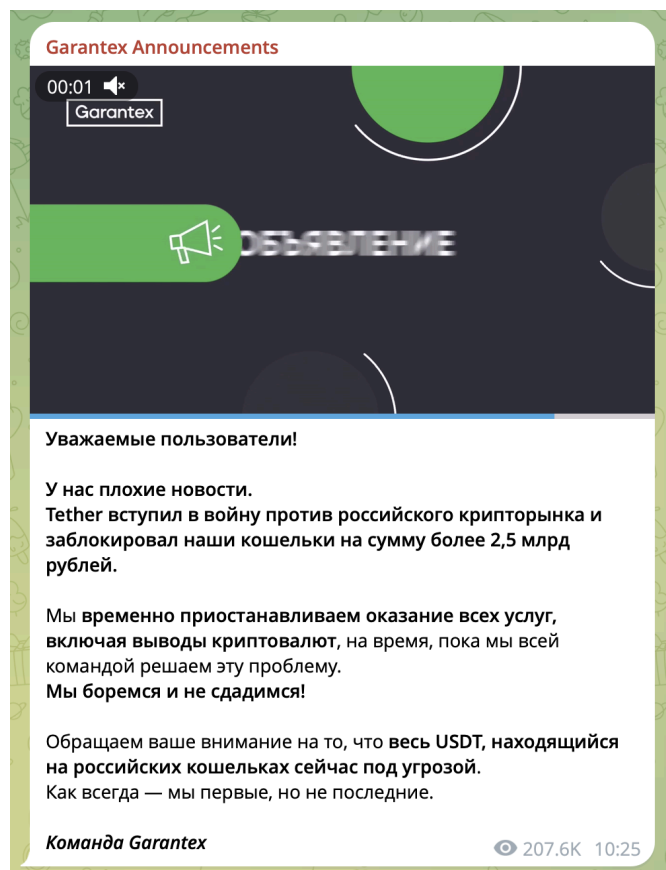 Garantex Announcements
00:01
Garantex
ОБЪЯВЛЕНИЕ
Уважаемые пользователи!
У нас плохие новости.
Tether вступил в войну против российского крипторынка и
заблокировал наши кошельки на сумму более 2,5 млрд
рублей.
Мы временно приостанавливаем оказание всех услуг,
включая выводы криптовалют, на время, пока мы всей
командой решаем эту проблему.
Мы боремся и не сдадимся!
Обращаем ваше внимание на то, что весь USDT, находящийся
на российских кошельках сейчас под угрозой.
Как всегда — мы первые, но не последние.
Команда Garantex
207.6K 10:25